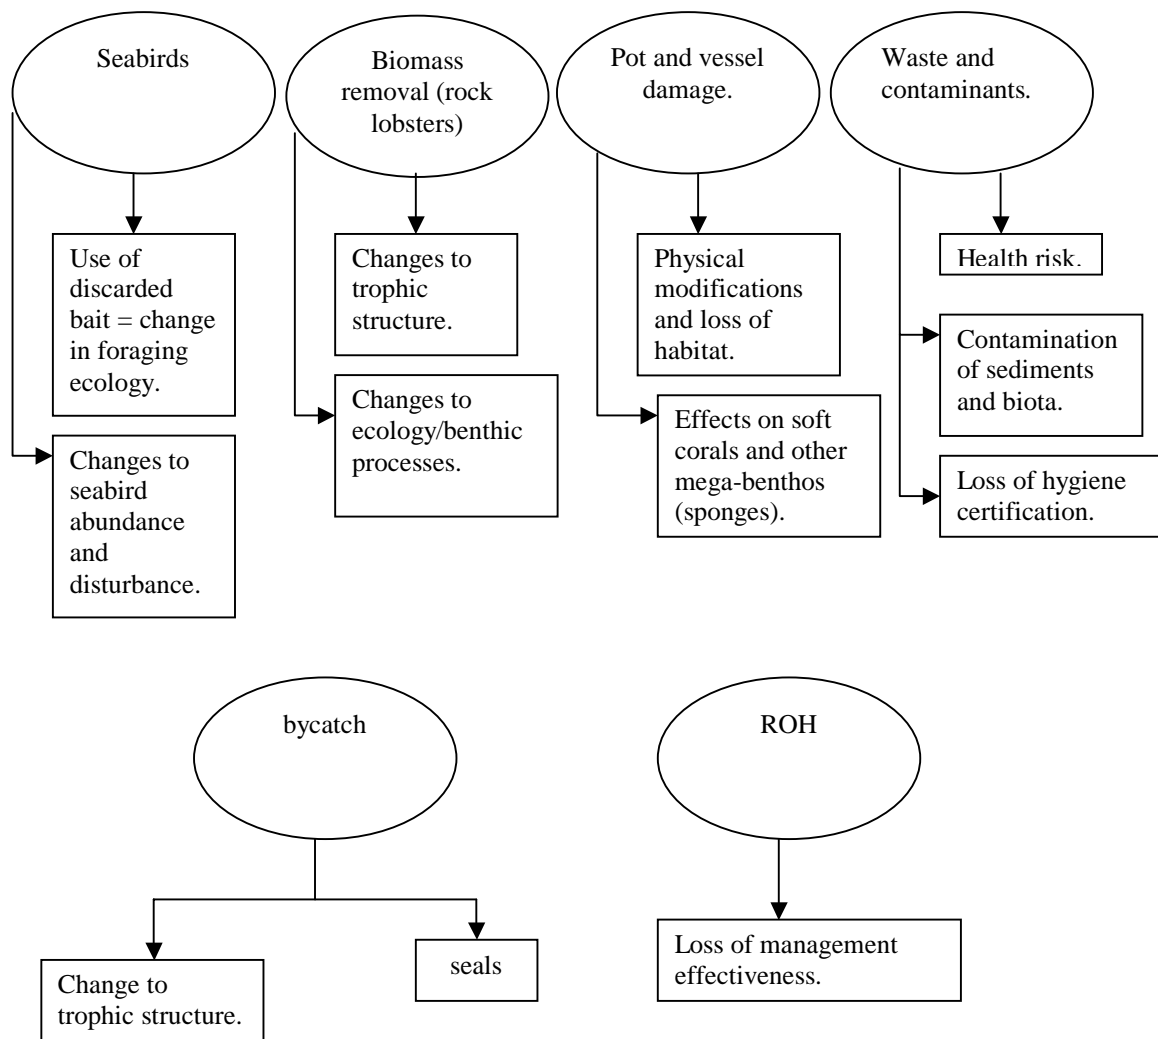 Seabirds
Biomass
removal (rock
lobsters)
Pot and vessel
damage.
Waste and
contaminants.
Use of
discarded
bait = change
in foraging
ecology.
Changes to
trophic
structure.
Physical
modifications
and loss of
habitat.
Health risk.
Changes to
seabird
abundance
and
disturbance.
Changes to
ecology/benthic
processes.
Effects on soft
corals and other
mega-benthos
(sponges).
Contamination
of sediments
and biota.
Loss of hygiene
certification.
bycatch
ROH
Change to
trophic structure.
seals
Loss of management
effectiveness.